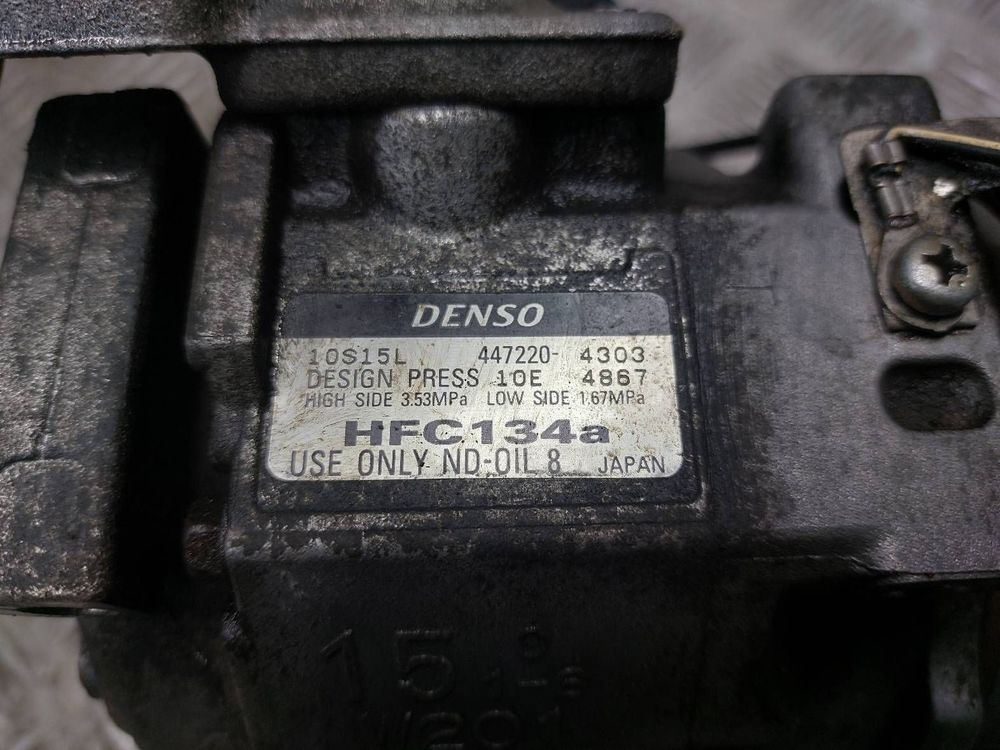 DENSO
10S15L 447220- 4303
DESIGN PRESS 10E 4867
HIGH SIDE 3.53MPa LOW SIDE 1.67MPa
HFC134a
USE ONLY ND-OIL 8 JAPAN
15